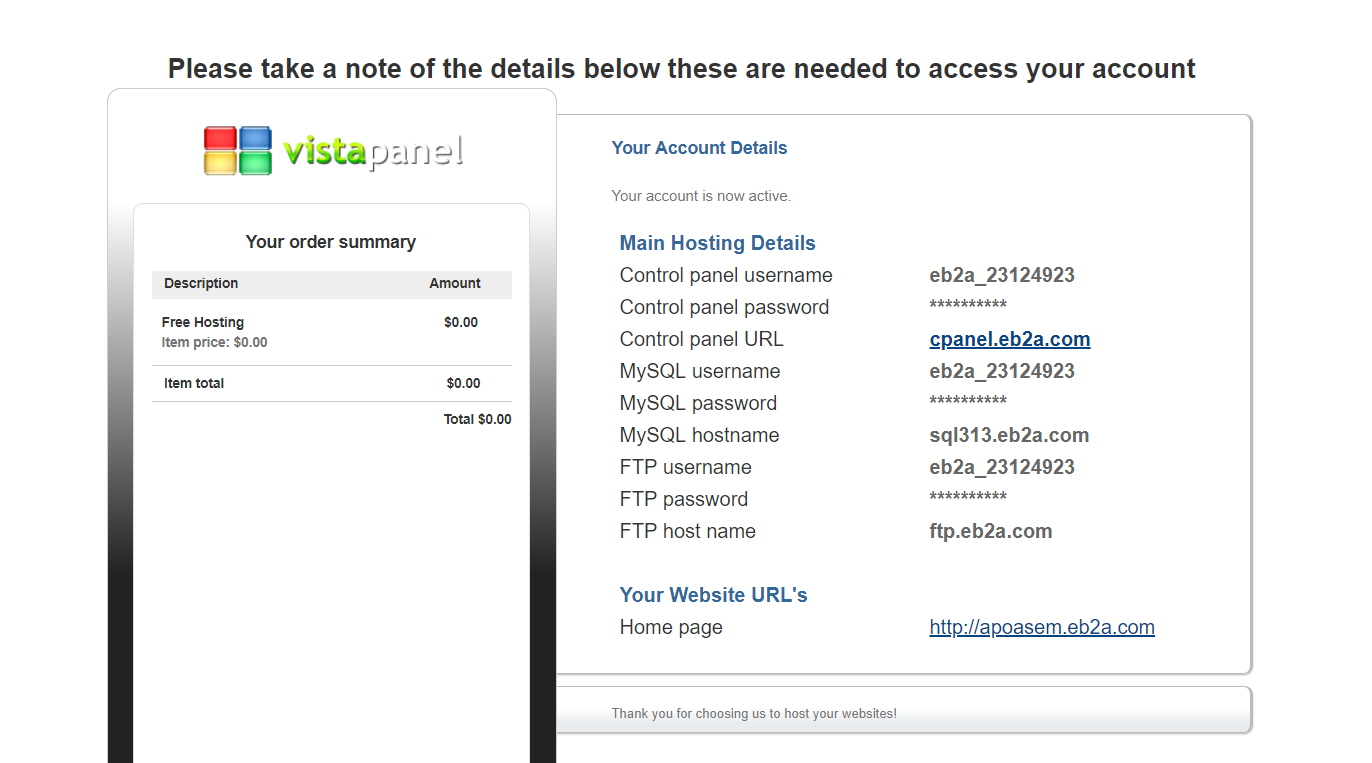 Please take a note of the details below these are needed to access your account
vistapanel
Your order summary
Description Amount
Free Hosting $0.00
Item price: $0.00
Item total $0.00
Total $0.00
Your Account Details
Your account is now active.
Main Hosting Details
Control panel username eb2a_23124923
Control panel password **********
Control panel URL cpanel.eb2a.com
MySQL username eb2a_23124923
MySQL password **********
MySQL hostname sql313.eb2a.com
FTP username eb2a_23124923
FTP password **********
FTP host name ftp.eb2a.com
Your Website URL's
Home page http://apoasem.eb2a.com
Thank you for choosing us to host your websites!